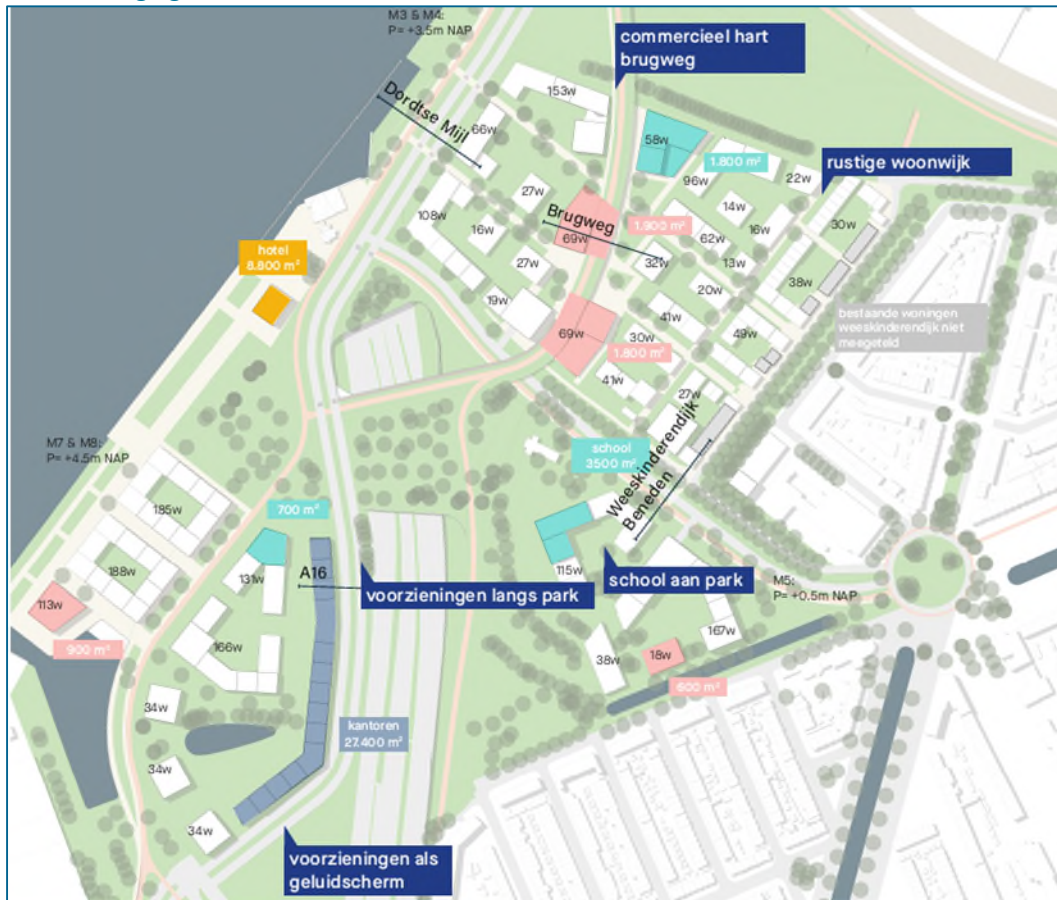 M3 & M4:
P= +3.5m NAP
commercieel hart
brugweg
Dordtse Mijl
153w
66w
58w
1.800 m²
rustige woonwijk
96w
22w
27w
14w
108w
Brugweg
1.900 m²
16w
16w
62w
30w
69w
hotel
8.800 m²
27w
32w
13w
38w
20w
19w
41w
bestaande woningen
weeskinderendijk niet
meegeteld
69w
30w
49w
1.800 m²
41w
27w
M7 & M8:
P= +4.5m NAP
school
3500 m²
Weeskinderendijk
Beneden
185w
700 m²
188w
131w
A16
115w
voorzieningen langs park
school aan park
M5:
P= +0.5m NAP
113w
900 m²
166w
167w
38w
18w
600 m²
34w
kantoren
27.400 m²
34w
34w
voorzieningen als
geluidscherm